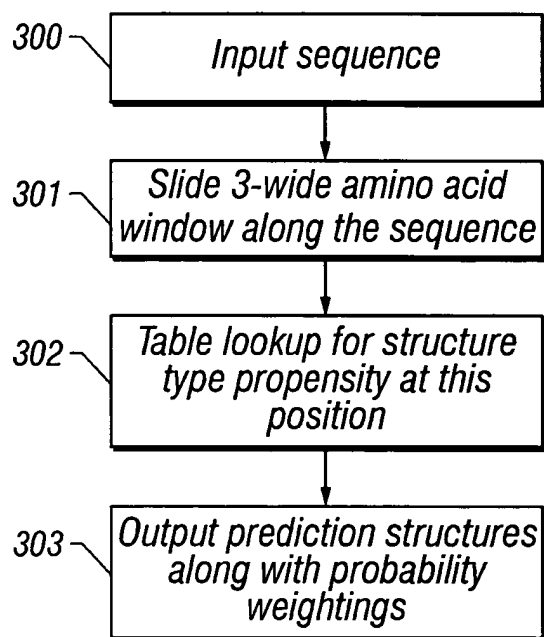 300
Input sequence
301
Slide 3-wide amino acid
window along the sequence
302
Table lookup for structure
type propensity at this
position
303
Output prediction structures
along with probability
weightings